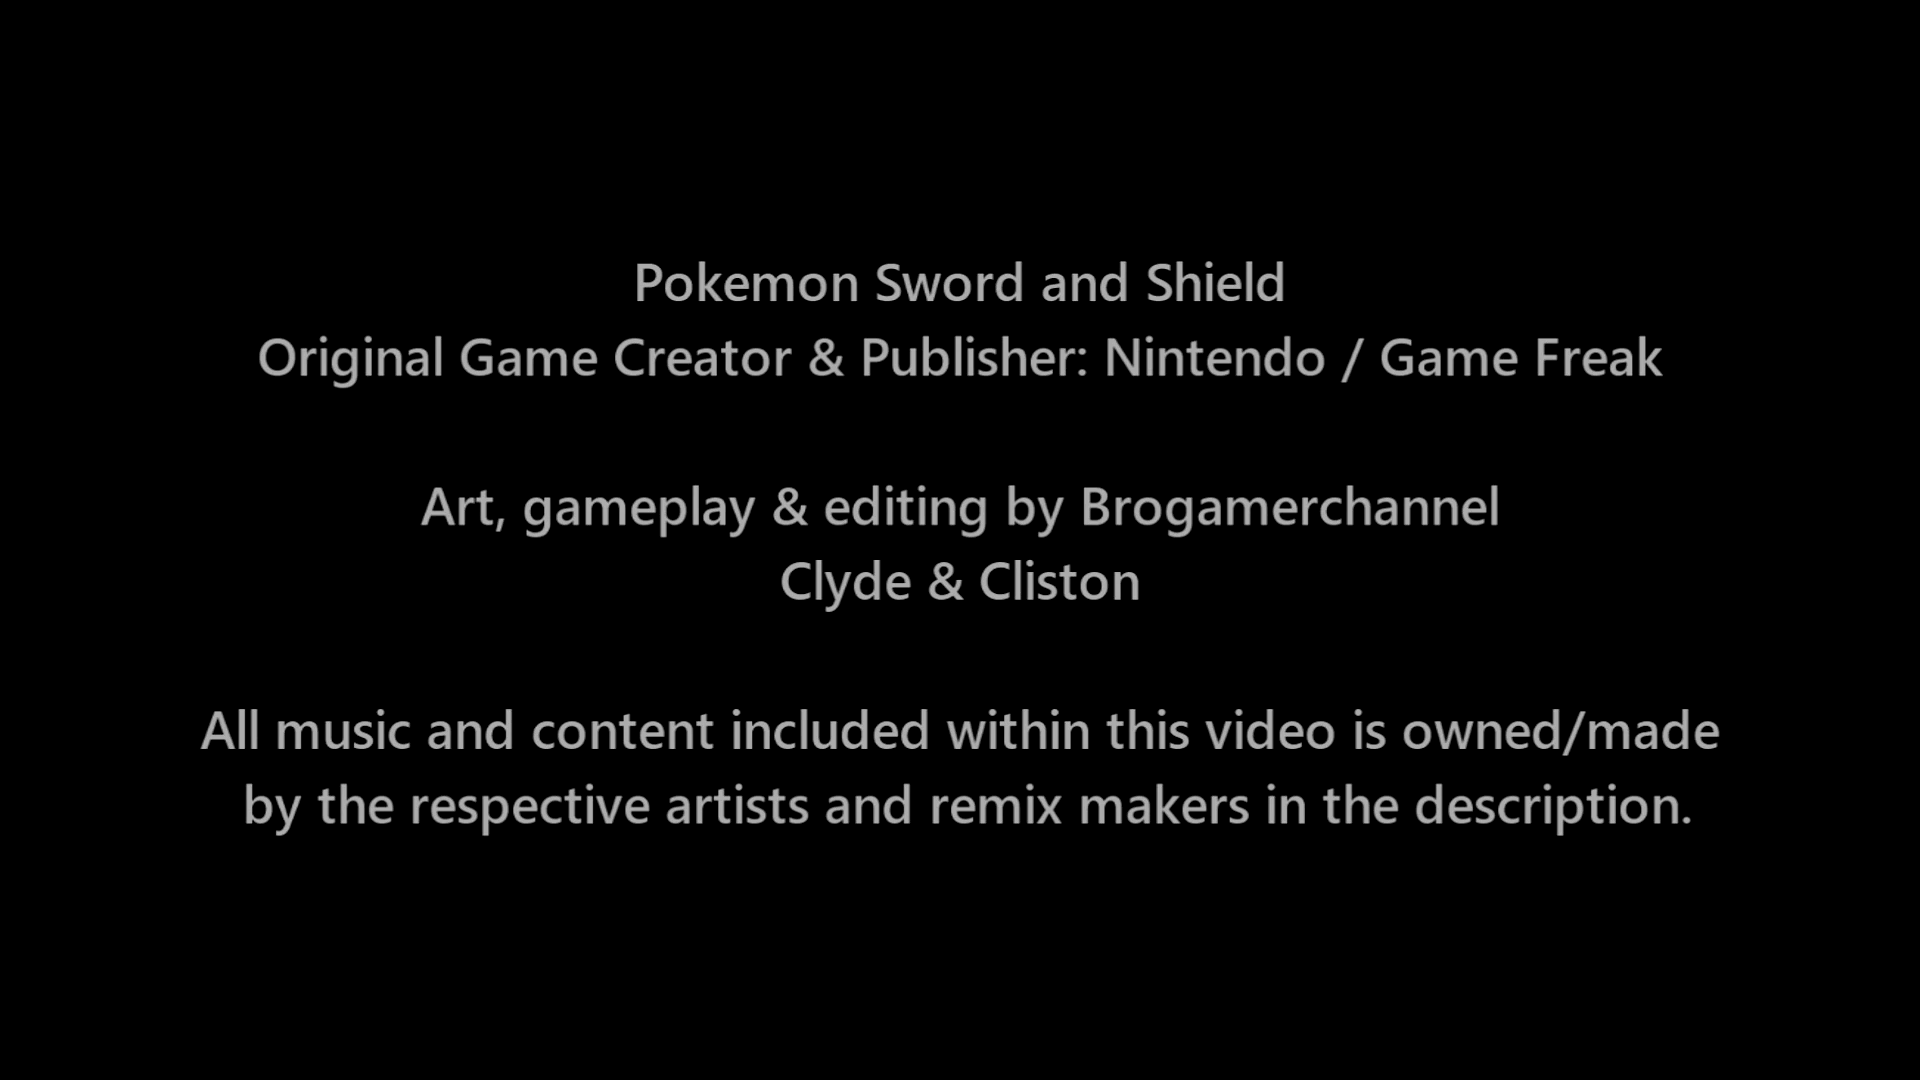 Pokemon Sword and Shield
Original Game Creator & Publisher: Nintendo / Game Freak
Art, gameplay & editing by Brogamerchannel
Clyde & Cliston
All music and content included within this video is owned/made
by the respective artists and remix makers in the description.